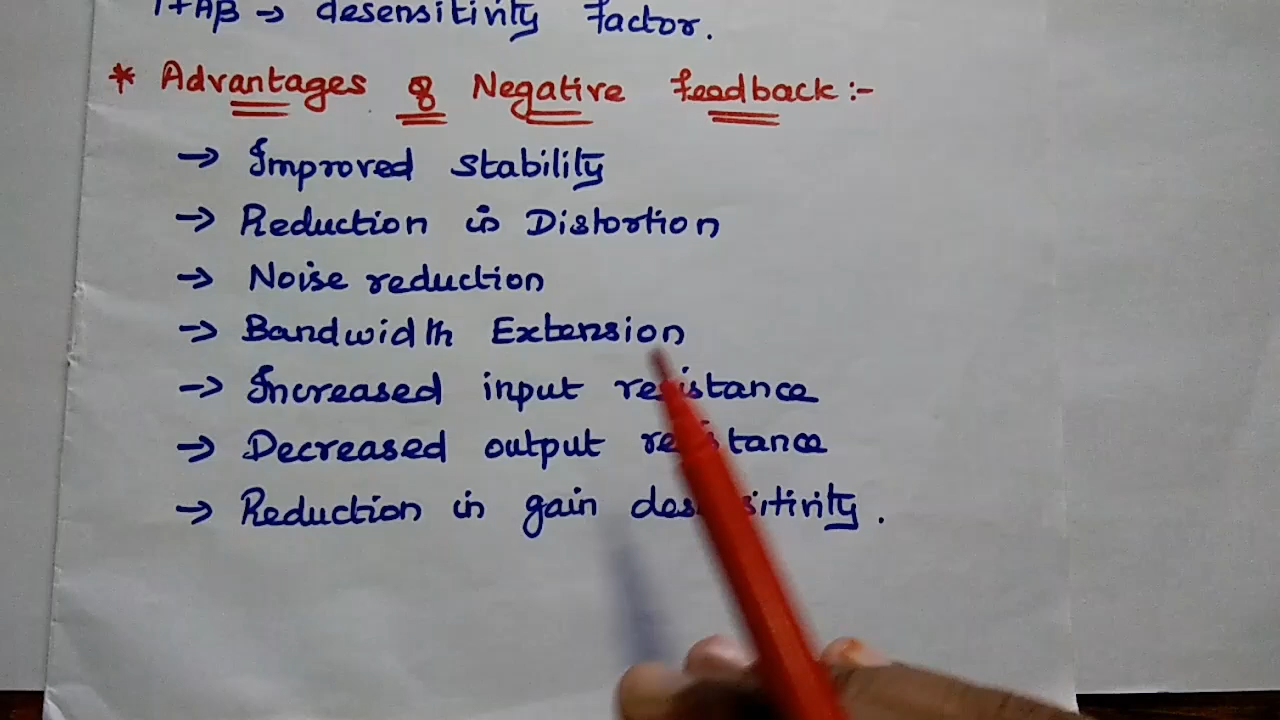 1+Aβ → desensitivity factor.
* Advantages of Negative feedback :-
→ Improved stability
→ Reduction in Distortion
→ Noise reduction
→ Bandwidth Extension
→ Increased input resistance
→ Decreased output resistance
→ Reduction in gain desensitivity.